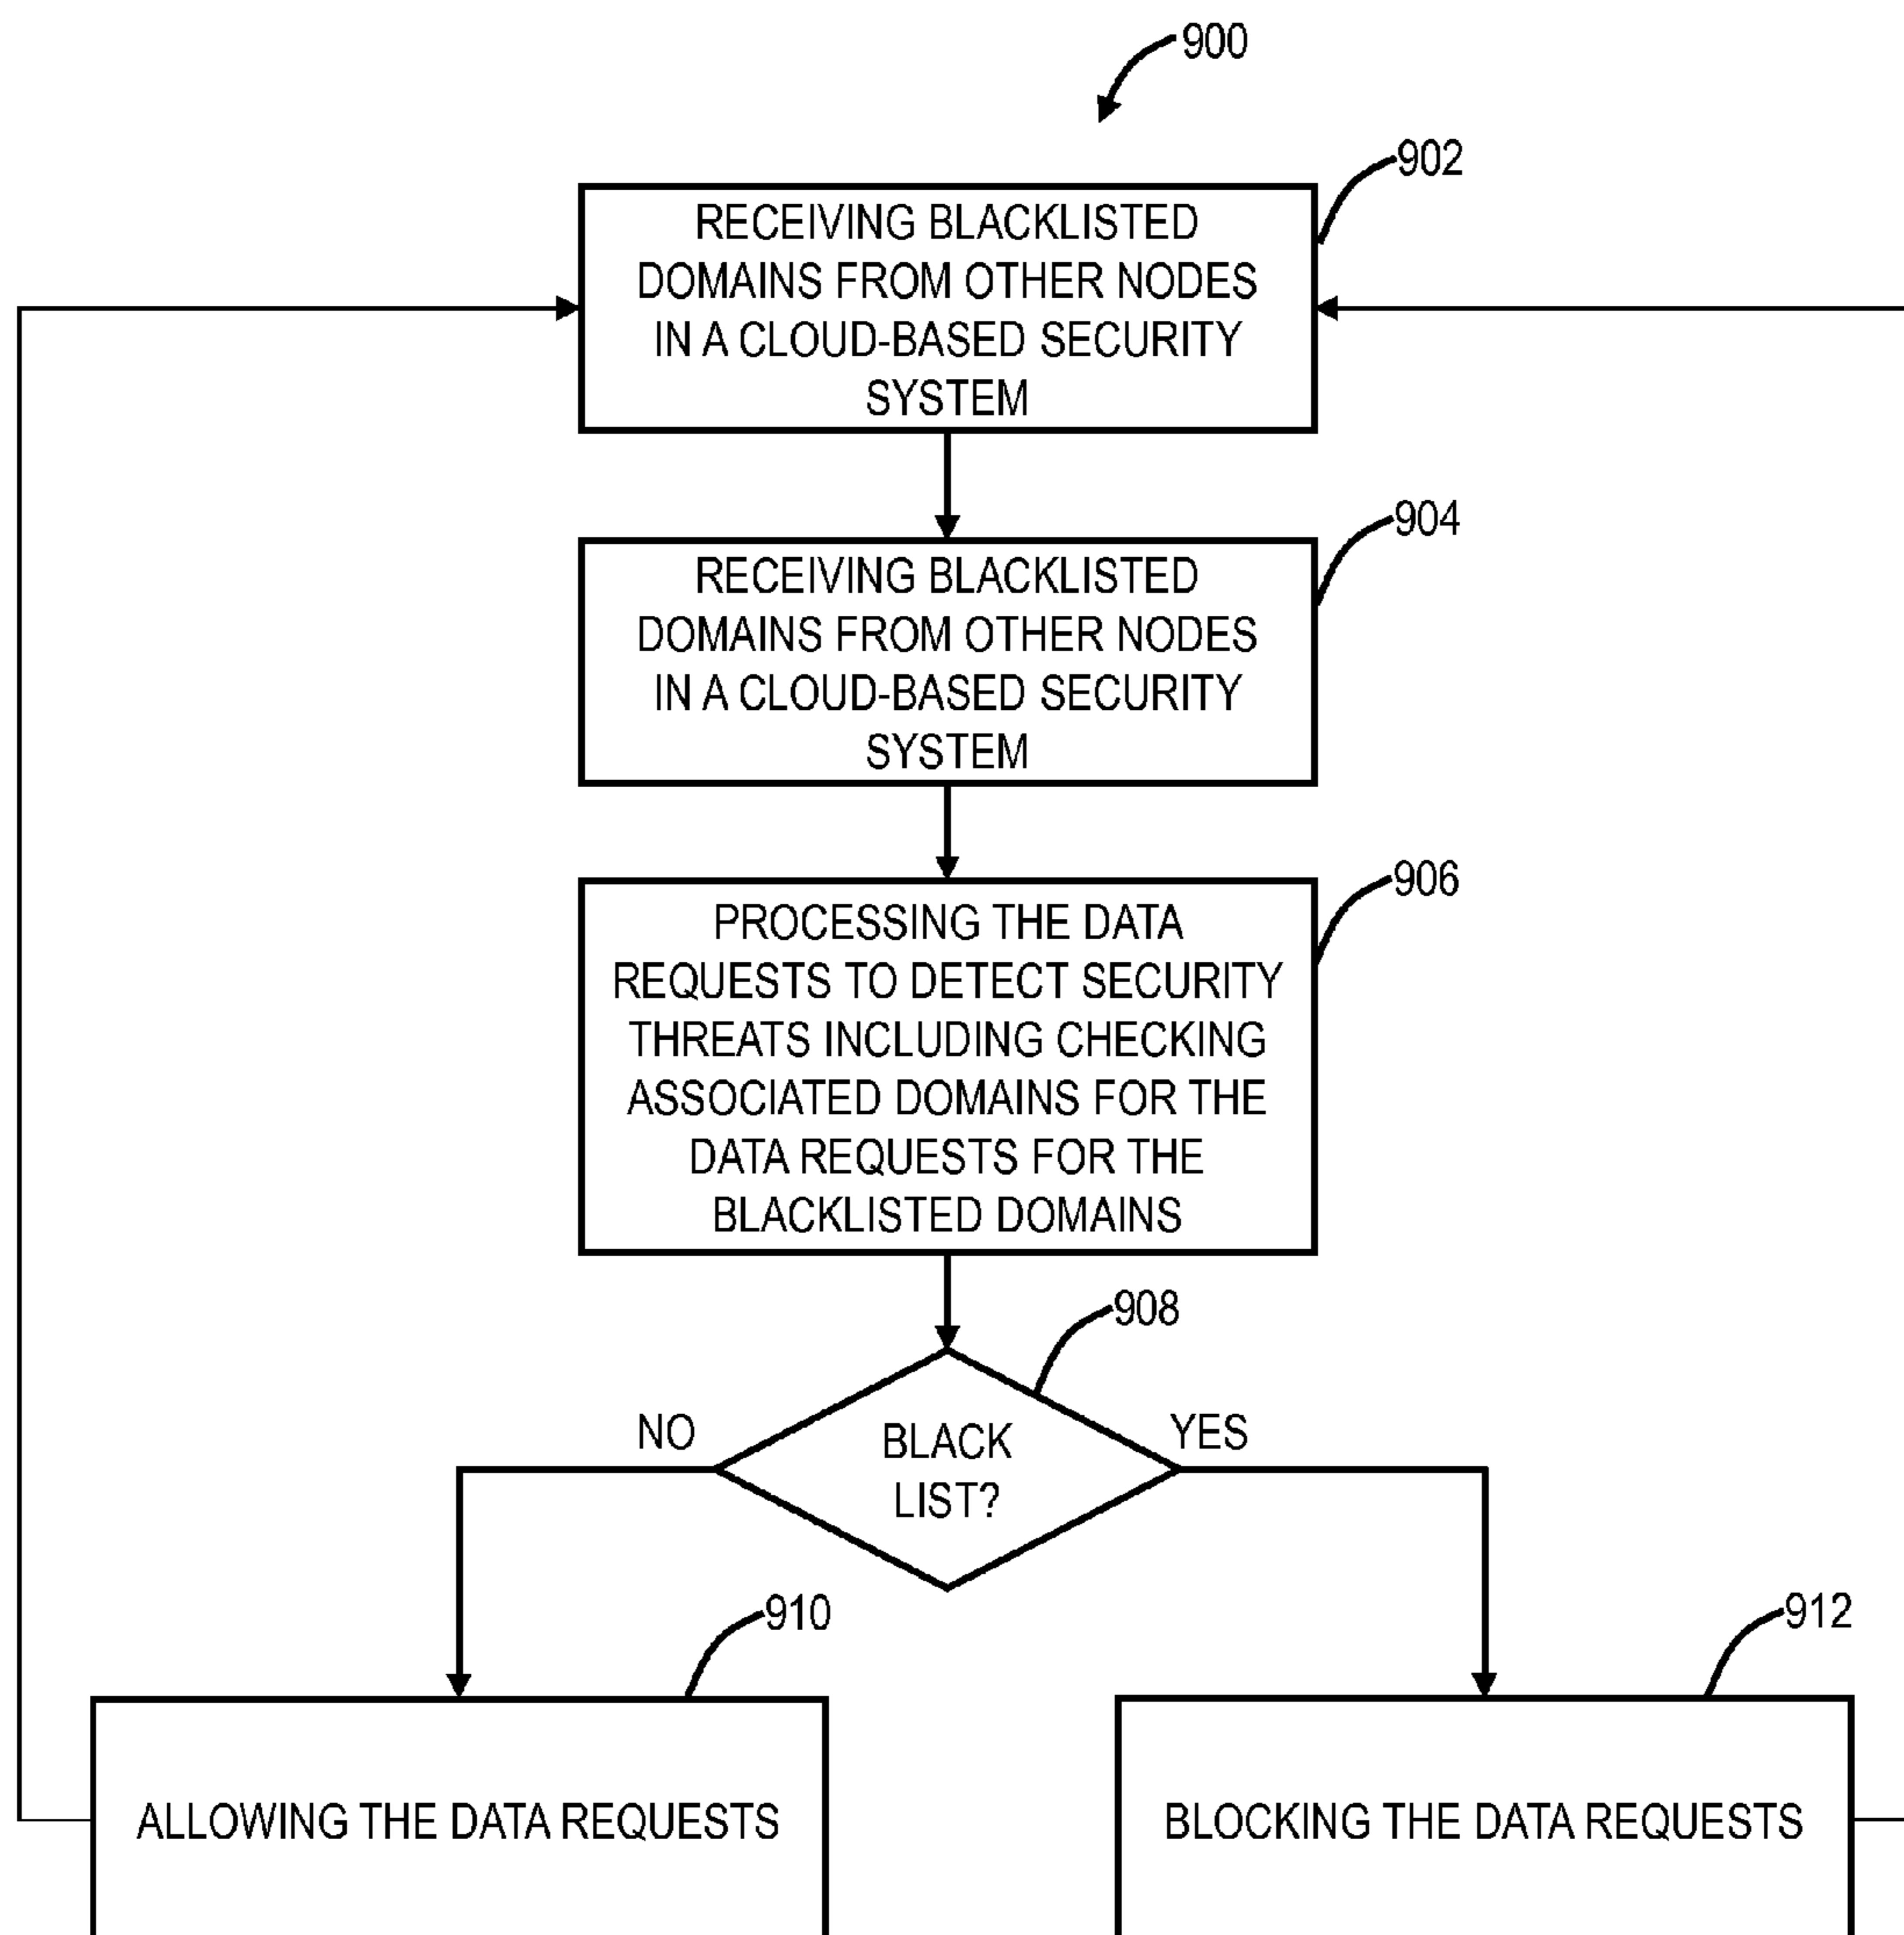 900
902
RECEIVING BLACKLISTED
DOMAINS FROM OTHER NODES
IN A CLOUD-BASED SECURITY
SYSTEM
904
RECEIVING BLACKLISTED
DOMAINS FROM OTHER NODES
IN A CLOUD-BASED SECURITY
SYSTEM
906
PROCESSING THE DATA
REQUESTS TO DETECT SECURITY
THREATS INCLUDING CHECKING
ASSOCIATED DOMAINS FOR THE
DATA REQUESTS FOR THE
BLACKLISTED DOMAINS
908
NO
BLACK
LIST?
YES
910
912
ALLOWING THE DATA REQUESTS
BLOCKING THE DATA REQUESTS